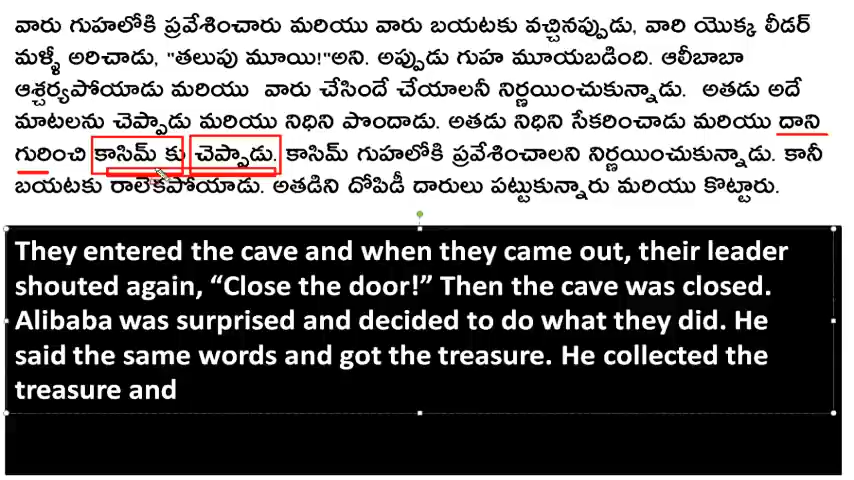 వారు గుహలోకి ప్రవేశించారు మరియు వారు బయటకు వచ్చినప్పుడు, వారి యొక్క లీడర్
మళ్ళీ అరిచాడు, "తలుపు మూయి!"అని. అప్పుడు గుహ మూయబడింది. ఆలీబాబా
ఆశ్చర్యపోయాడు మరియు వారు చేసిందే చేయాలనీ నిర్ణయించుకున్నాడు. అతడు అదే
మాటలను చెప్పాడు మరియు నిధిని పొందాడు. అతడు నిధిని సేకరించాడు మరియు దాని
గురించి కాసిమ్ కు చెప్పాడు. కాసిమ్ గుహలోకి ప్రవేశించాలని నిర్ణయించుకున్నాడు. కానీ
బయటకు రాలేకపోయాడు. అతడిని దోపిడీ దారులు పట్టుకున్నారు మరియు కొట్టారు.
They entered the cave and when they came out, their leader
shouted again, “Close the door!” Then the cave was closed.
Alibaba was surprised and decided to do what they did. He
said the same words and got the treasure. He collected the
treasure and